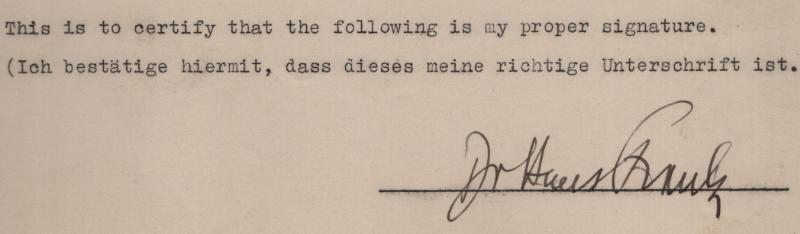 This is to certify that the following is my proper signature.
(Ich bestätige hiermit, dass dieses meine richtige Unterschrift ist.
Dr Hans Frank